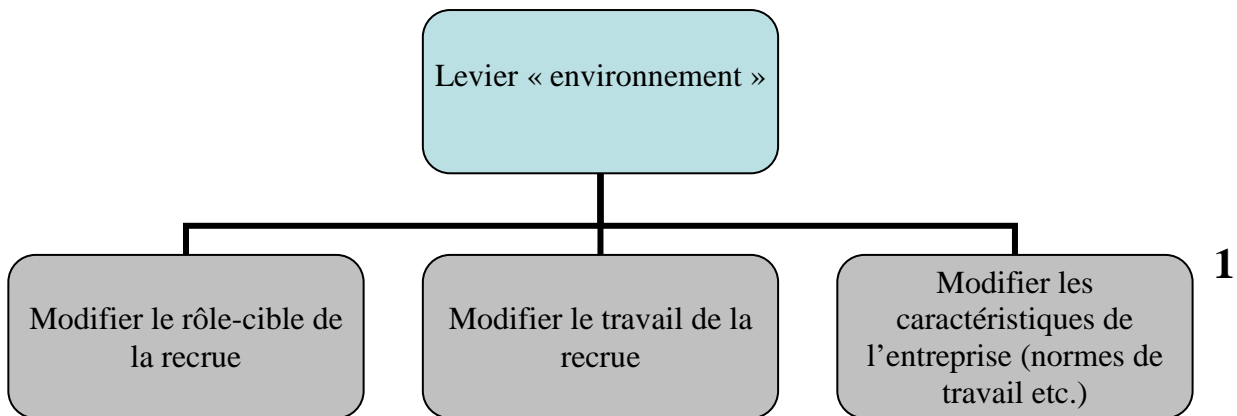 Levier « environnement »
Modifier le rôle-cible de
la recrue
Modifier le travail de la
recrue
Modifier les
caractéristiques de
l’entreprise (normes de
travail etc.)
1